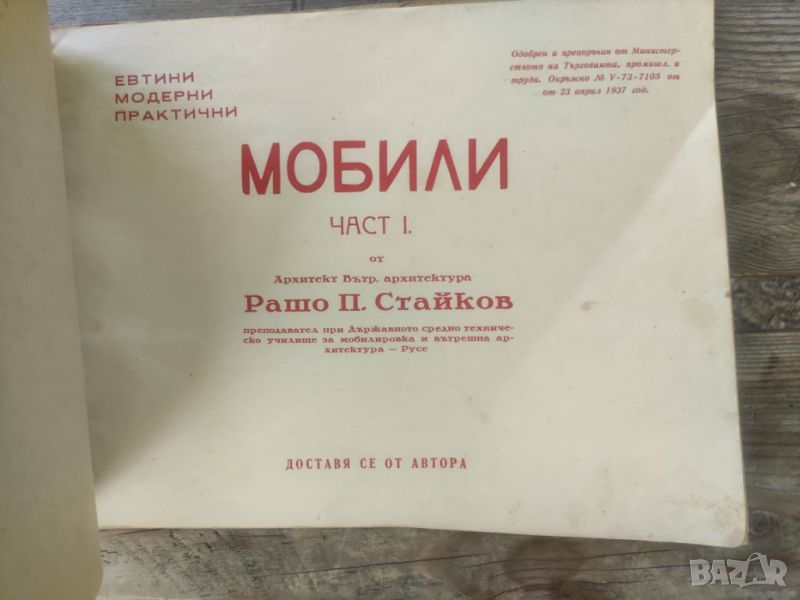 ЕВТИНИ
МОДЕРНИ
ПРАКТИЧНИ
Одобрен и препоръчан от Министер-
ството на Търговията, промишл. и
труда. Окръжно № V-73-7105 от
от 23 април 1937 год.
МОБИЛИ
ЧАСТ I.
от
Архитект Вътр. архитектура
Рашо П. Стайков
преподавател при Държавното средно техниче-
ско училище за мобилировка и вътрешна ар-
хитектура — Русе
ДОСТАВЯ СЕ ОТ АВТОРА
BAZAR